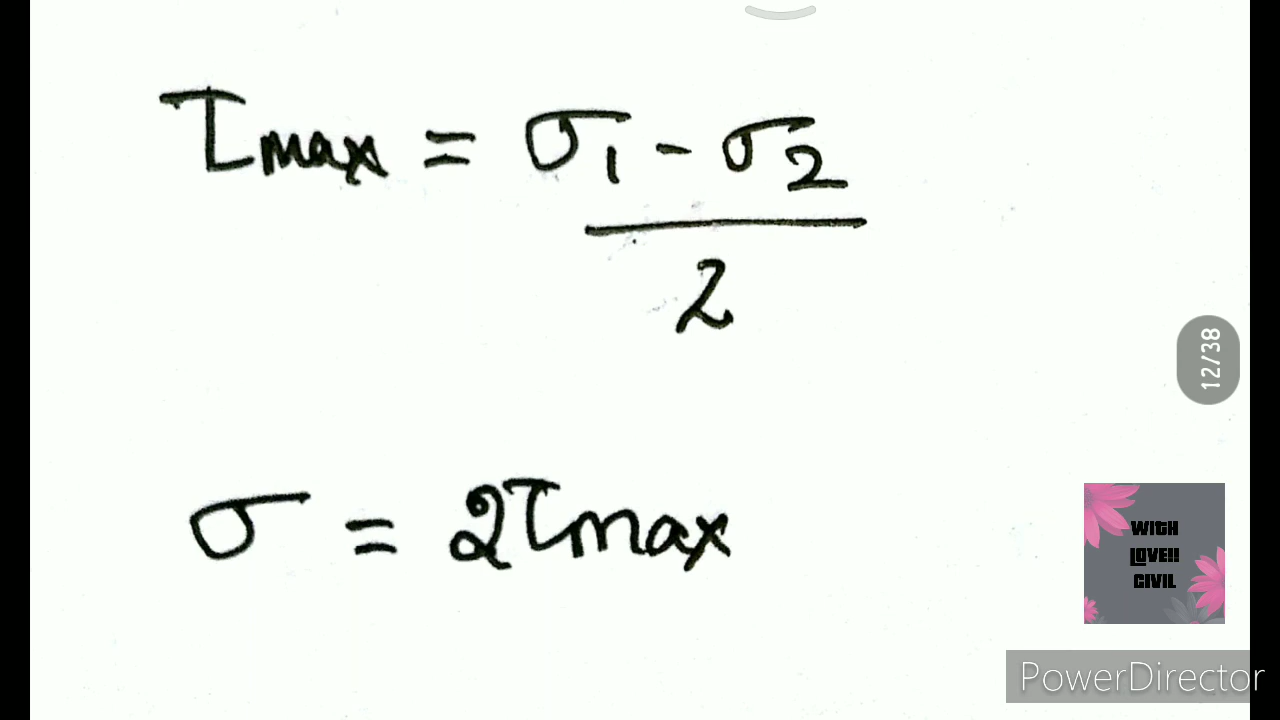 τmax = σ1 - σ2
2
12/38
σ = 2τmax
WITH
LOVE!!
CIVIL
PowerDirector